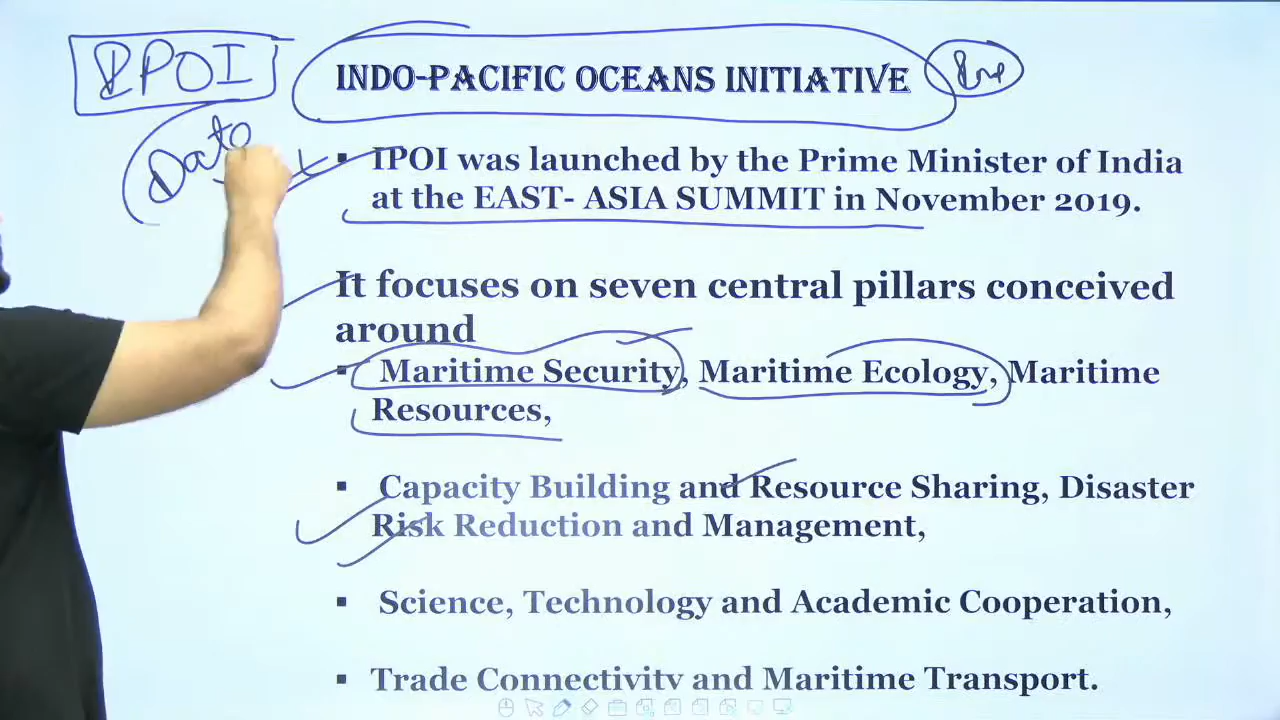 IPOI
INDO-PACIFIC OCEANS INITIATIVE
Data
▪ IPOI was launched by the Prime Minister of India
at the EAST- ASIA SUMMIT in November 2019.
It focuses on seven central pillars conceived
around
▪ Maritime Security, Maritime Ecology, Maritime
Resources,
▪ Capacity Building and Resource Sharing, Disaster
Risk Reduction and Management,
▪ Science, Technology and Academic Cooperation,
▪ Trade Connectivity and Maritime Transport.